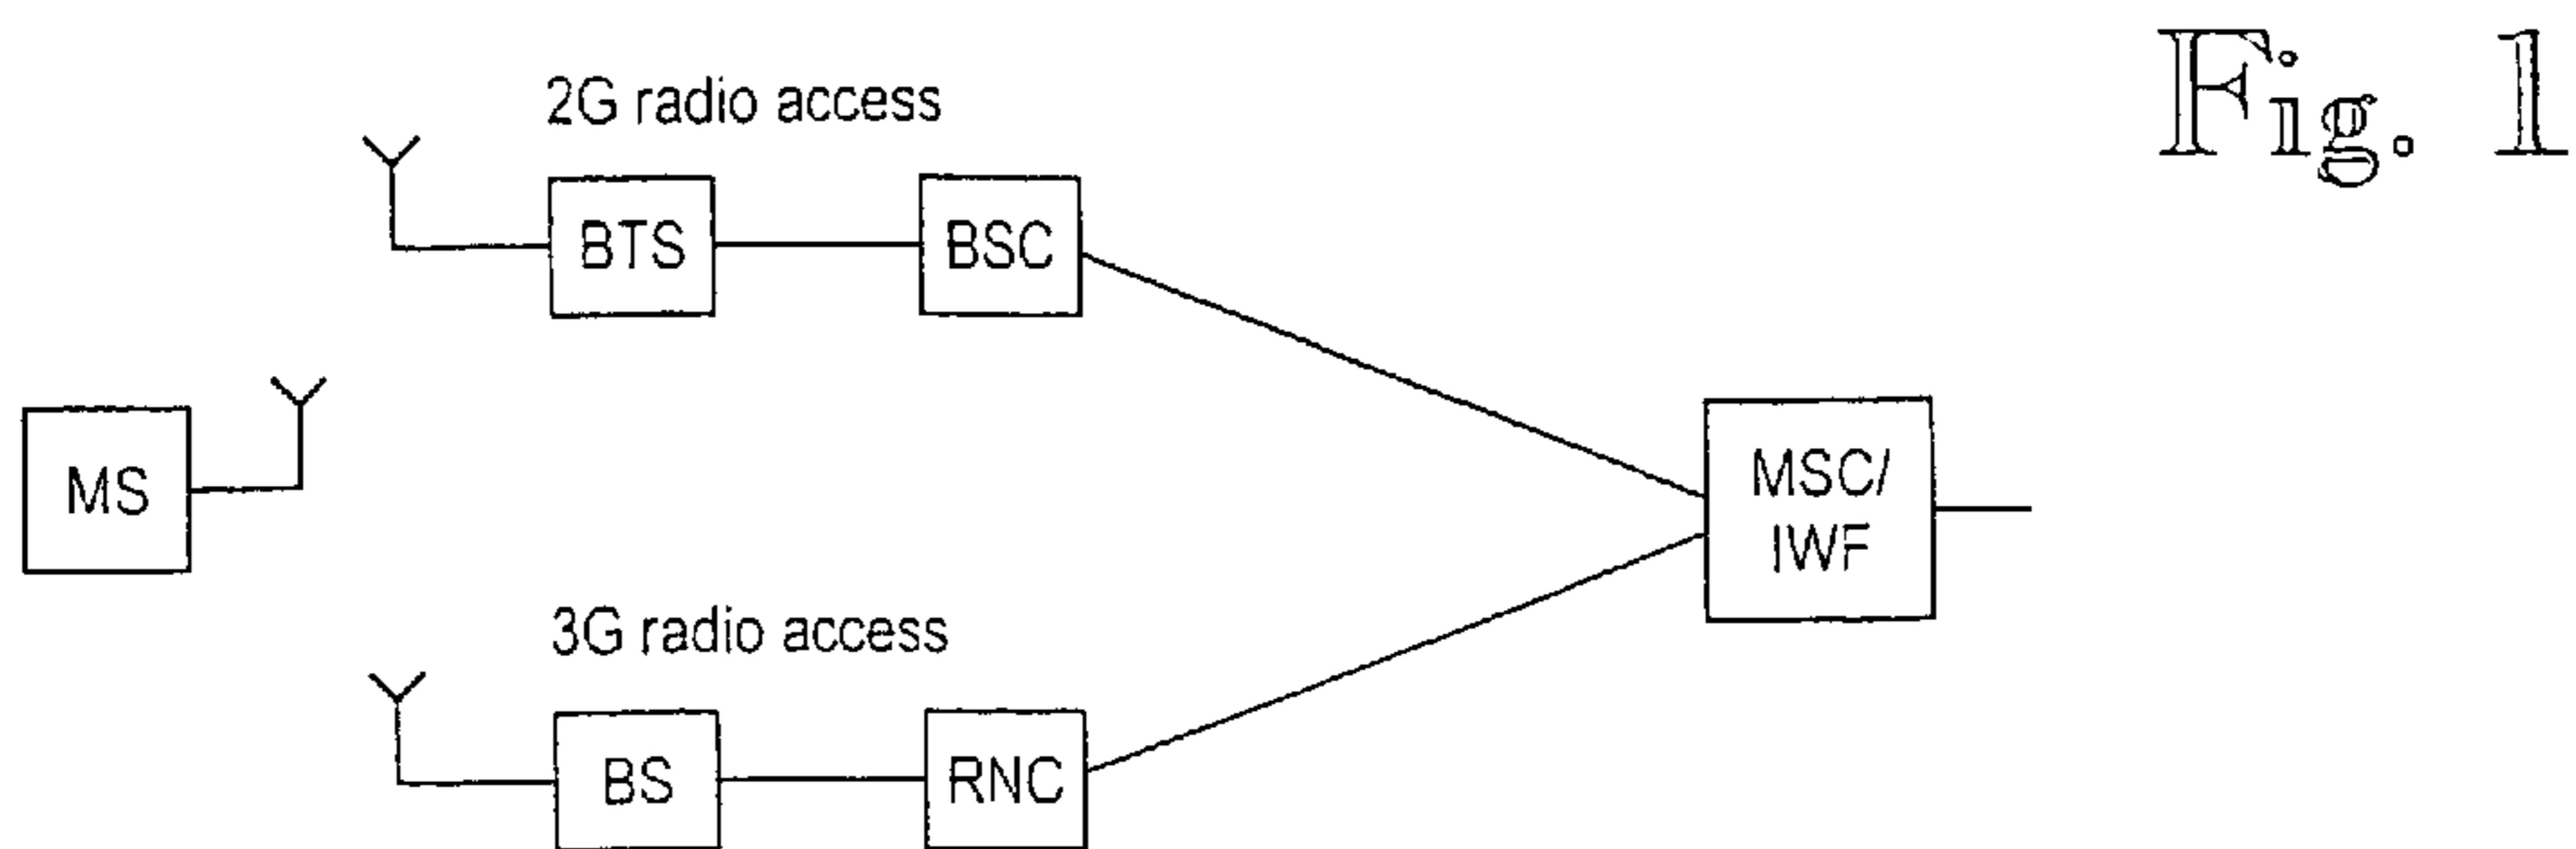 Fig. 1
2G radio access
BTS
BSC
MS
MSC/
IWF
3G radio access
BS
RNC